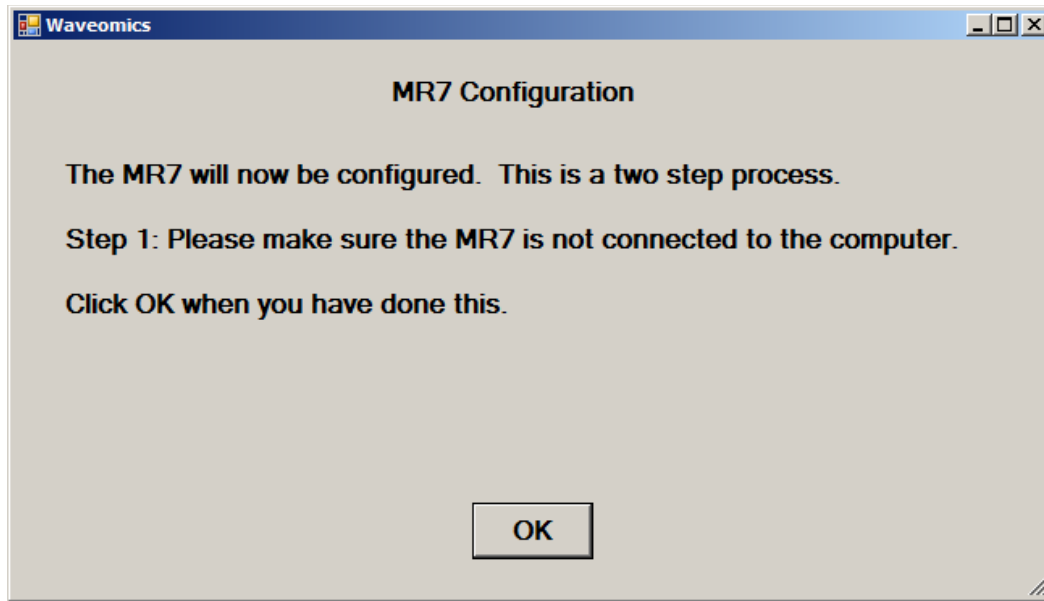 Waveomics
MR7 Configuration
The MR7 will now be configured.  This is a two step process.
Step 1: Please make sure the MR7 is not connected to the computer.
Click OK when you have done this.
OK